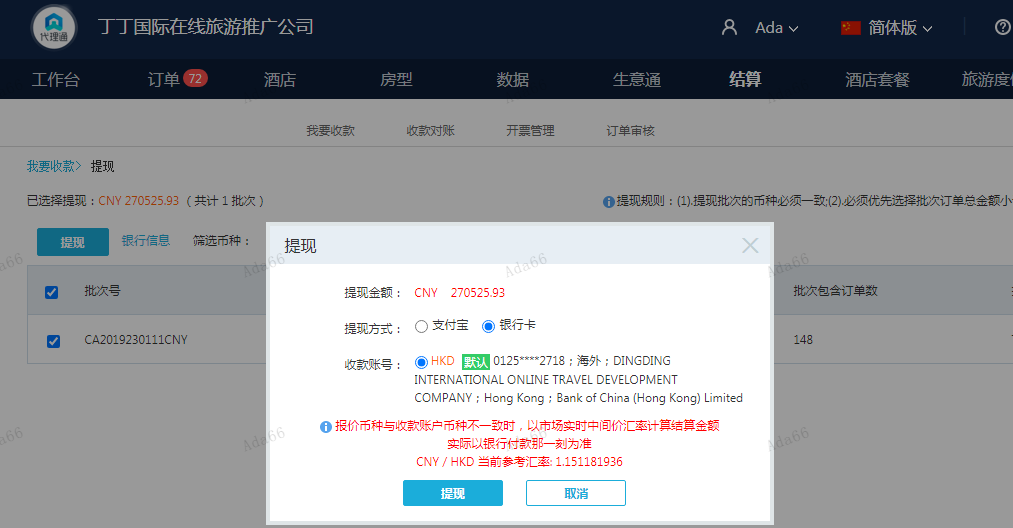 代理通
丁丁国际在线旅游推广公司
Ada
简体版
工作台
订单 72
酒店
房型
数据
生意通
结算
酒店套餐
旅游度
我要收款
收款对账
开票管理
订单审核
我要收款> 提现
已选择提现：CNY 270525.93 （ 共计 1 批次 ）
提现规则：(1).提现批次的币种必须一致;(2).必须优先选择批次订单总金额小
提现
银行信息
筛选币种：
批次号
批次包含订单数
CA2019230111CNY
148
提现
提现金额： CNY 270525.93
提现方式： 支付宝 银行卡
收款账号： HKD 默认 0125****2718；海外；DINGDING
INTERNATIONAL ONLINE TRAVEL DEVELOPMENT
COMPANY；Hong Kong；Bank of China (Hong Kong) Limited
报价币种与收款账户币种不一致时，以市场实时中间价汇率计算结算金额
实际以银行付款那一刻为准
CNY / HKD 当前参考汇率: 1.151181936
提现
取消
Ada66
Ada66
Ada66
Ada66
Ada66
Ada66